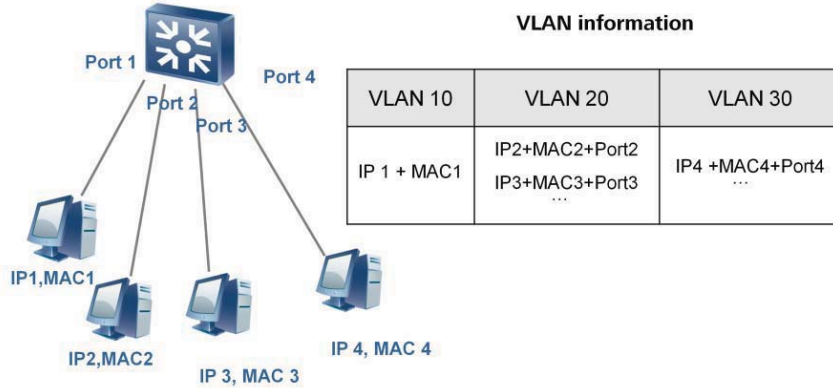 VLAN information
Port 1
Port 2
Port 3
Port 4
VLAN 10
VLAN 20
VLAN 30
IP 1 + MAC1
IP2+MAC2+Port2
IP3+MAC3+Port3
...
IP4 +MAC4+Port4
...
IP1,MAC1
IP2,MAC2
IP 3, MAC 3
IP 4, MAC 4